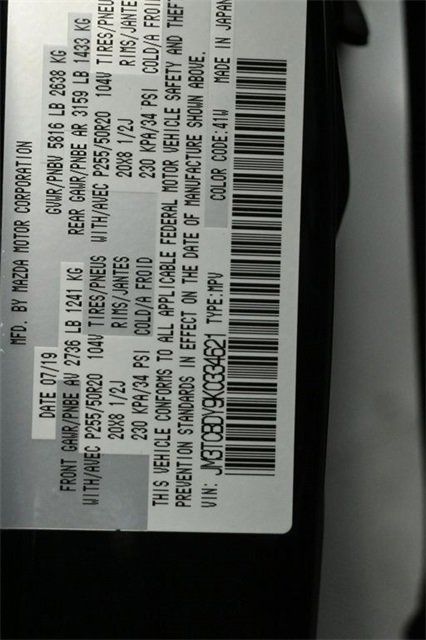 MFD. BY MAZDA MOTOR CORPORATION
DATE 07/19 GVWR/PNBV 5816 LB 2638 KG
FRONT GAWR/PNBE AV 2736 LB 1241 KG REAR GAWR/PNBE AR 3159 LB 1433 KG
WITH/AVEC P255/50R20 104V TIRES/PNEUS WITH/AVEC P255/50R20 104V TIRES/PNEU
20X8 1/2J RIMS/JANTES 20X8 1/2J RIMS/JANTE
230 KPA/34 PSI COLD/A FROID 230 KPA/34 PSI COLD/A FROID
THIS VEHICLE CONFORMS TO ALL APPLICABLE FEDERAL MOTOR VEHICLE SAFETY AND THEF
PREVENTION STANDARDS IN EFFECT ON THE DATE OF MANUFACTURE SHOWN ABOVE.
VIN: JM3TCBDY9K0334621 TYPE:MPV COLOR CODE:41W MADE IN JAPAN